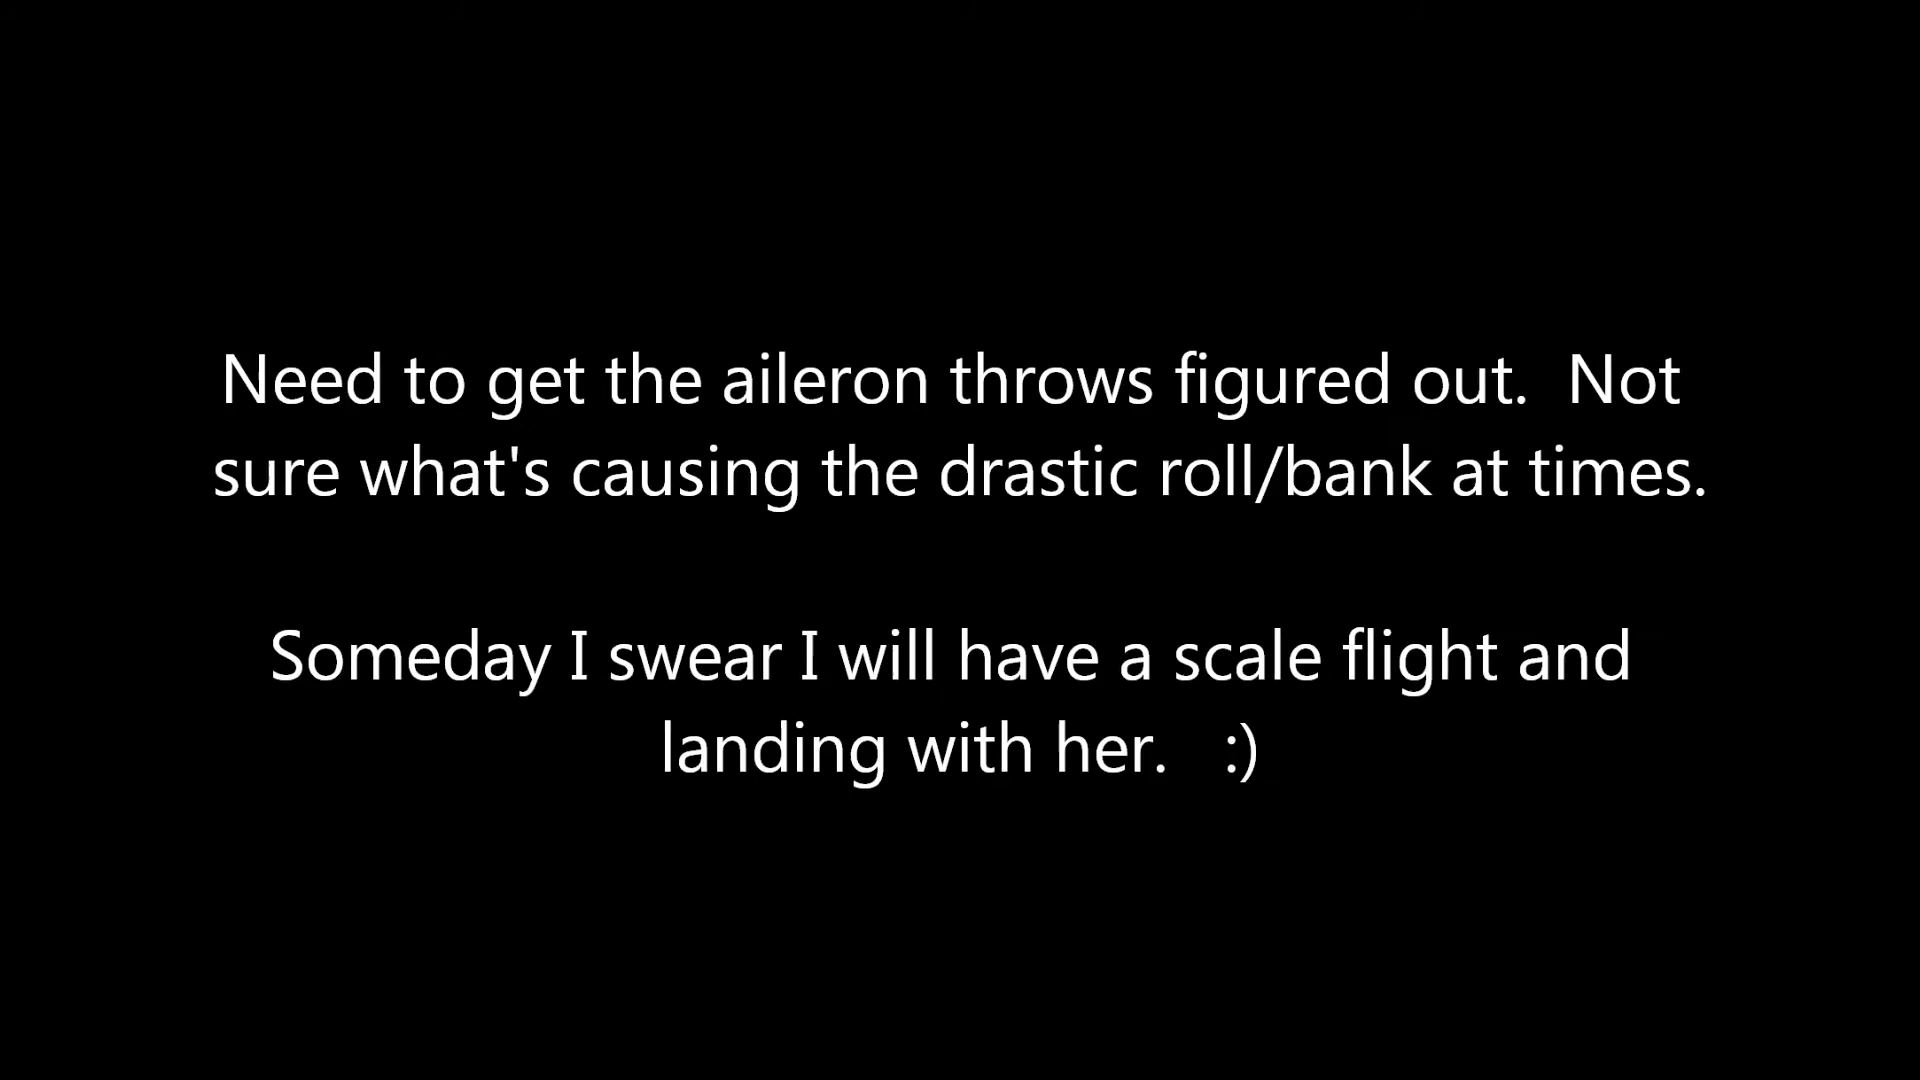 Need to get the aileron throws figured out.  Not
sure what's causing the drastic roll/bank at times.
Someday I swear I will have a scale flight and
landing with her.   :)